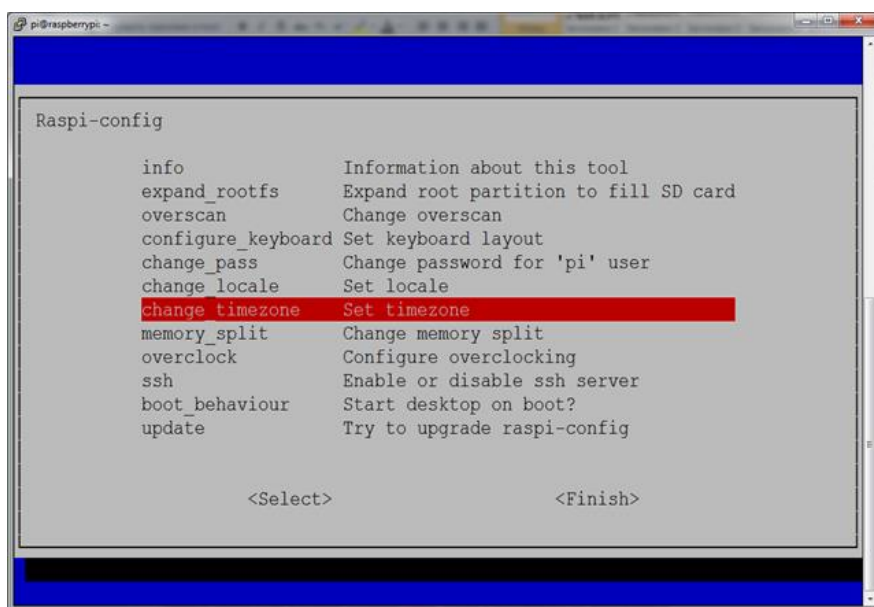 pi@raspberrypi: ~
Raspi-config
info Information about this tool
expand_rootfs Expand root partition to fill SD card
overscan Change overscan
configure_keyboard Set keyboard layout
change_pass Change password for 'pi' user
change_locale Set locale
change_timezone Set timezone
memory_split Change memory split
overclock Configure overclocking
ssh Enable or disable ssh server
boot_behaviour Start desktop on boot?
update Try to upgrade raspi-config
<Select> <Finish>